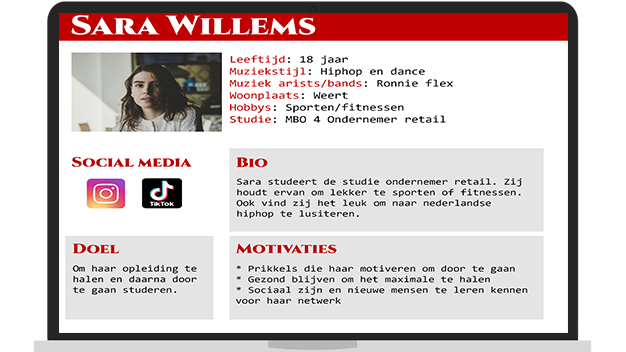 Sara Willems
Leeftijd: 18 jaar
Muziekstijl: Hiphop en dance
Muziek arists/bands: Ronnie flex
Woonplaats: Weert
Hobbys: Sporten/fitnessen
Studie: MBO 4 Ondernemer retail
Social media
TikTok
Bio
Sara studeert de studie ondernemer retail. Zij
houdt ervan om lekker te sporten of fitnessen.
Ook vind zij het leuk om naar nederlandse
hiphop te lusiteren.
Doel
Om haar opleiding te
halen en daarna door
te gaan studeren.
Motivaties
* Prikkels die haar motiveren om door te gaan
* Gezond blijven om het maximale te halen
* Sociaal zijn en nieuwe mensen te leren kennen
voor haar netwerk